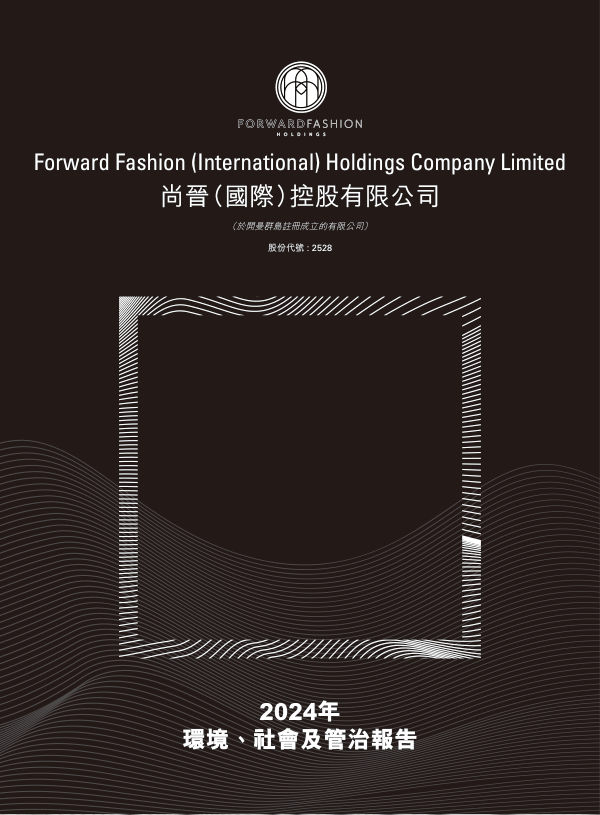 FORWARDFASHION
HOLDINGS
Forward Fashion (International) Holdings Company Limited
尚晉(國際)控股有限公司
（於開曼群島註冊成立的有限公司）
股份代號 : 2528
2024年
環境、社會及管治報告